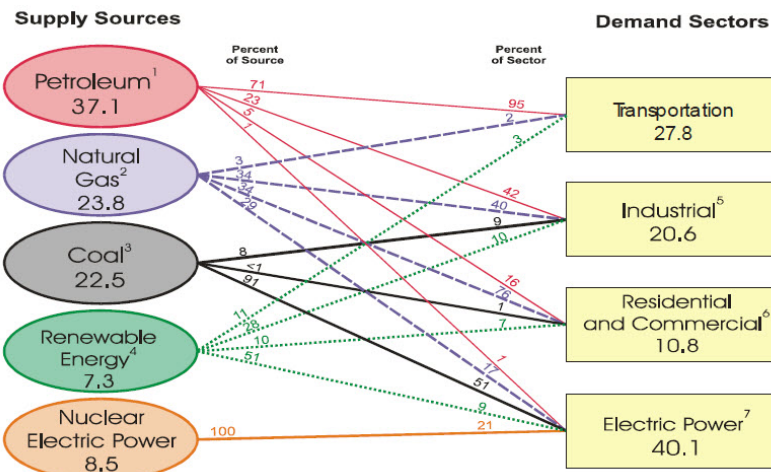 Supply Sources
Demand Sectors
Percent
of Source
Percent
of Sector
Petroleum¹
37.1
71
23
5
1
95
2
3
Transportation
27.8
Natural
Gas²
23.8
3
34
34
29
42
40
9
10
Industrial⁵
20.6
Coal³
22.5
8
<1
91
16
76
1
7
Residential
and Commercial⁶
10.8
Renewable
Energy⁴
7.3
11
28
10
51
1
17
51
9
Electric Power⁷
40.1
Nuclear
Electric Power
8.5
100
21